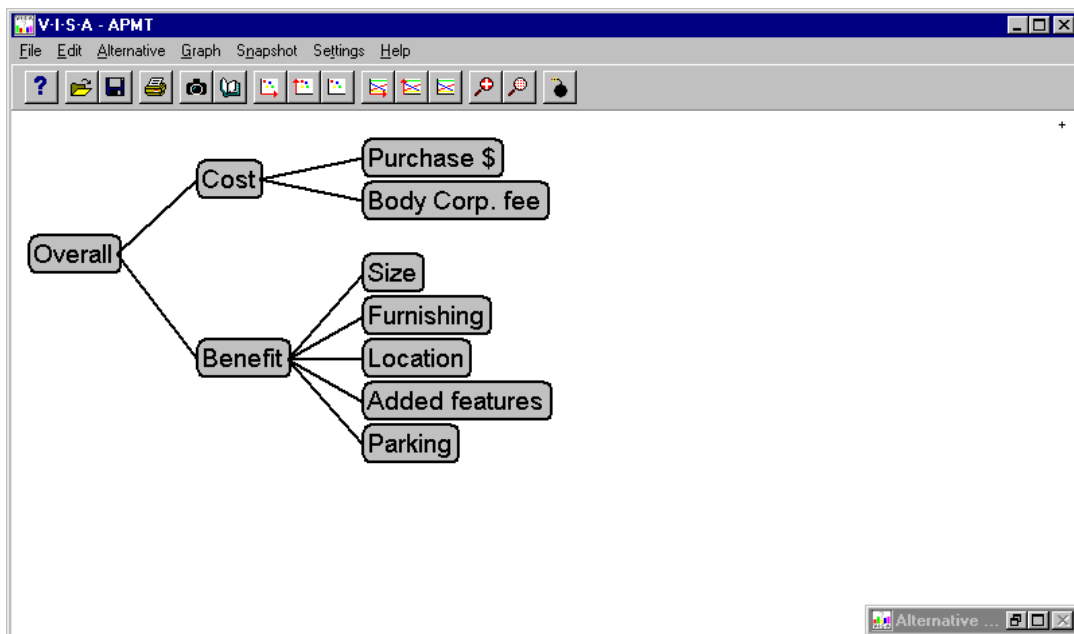 V·I·S·A - APMT
File Edit Alternative Graph Snapshot Settings Help
?
Purchase $
Cost
Body Corp. fee
Overall
Size
Furnishing
Benefit
Location
Added features
Parking
Alternative ...